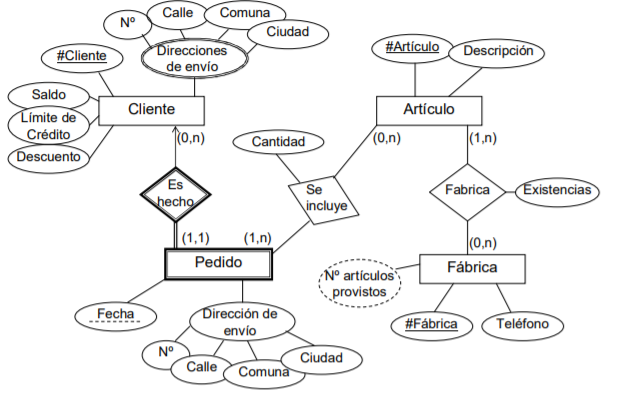 Nº
Calle
Comuna
Ciudad
Direcciones
de envío
#Cliente
Saldo
Límite de
Crédito
Descuento
Cliente
(0,n)
Es
hecho
(1,1)
Pedido
(1,n)
Fecha
Dirección de
envío
Nº
Calle
Comuna
Ciudad
Cantidad
Se
incluye
#Artículo
Descripción
Artículo
(0,n)
(1,n)
Fabrica
Existencias
(0,n)
Fábrica
Nº artículos
provistos
#Fábrica
Teléfono